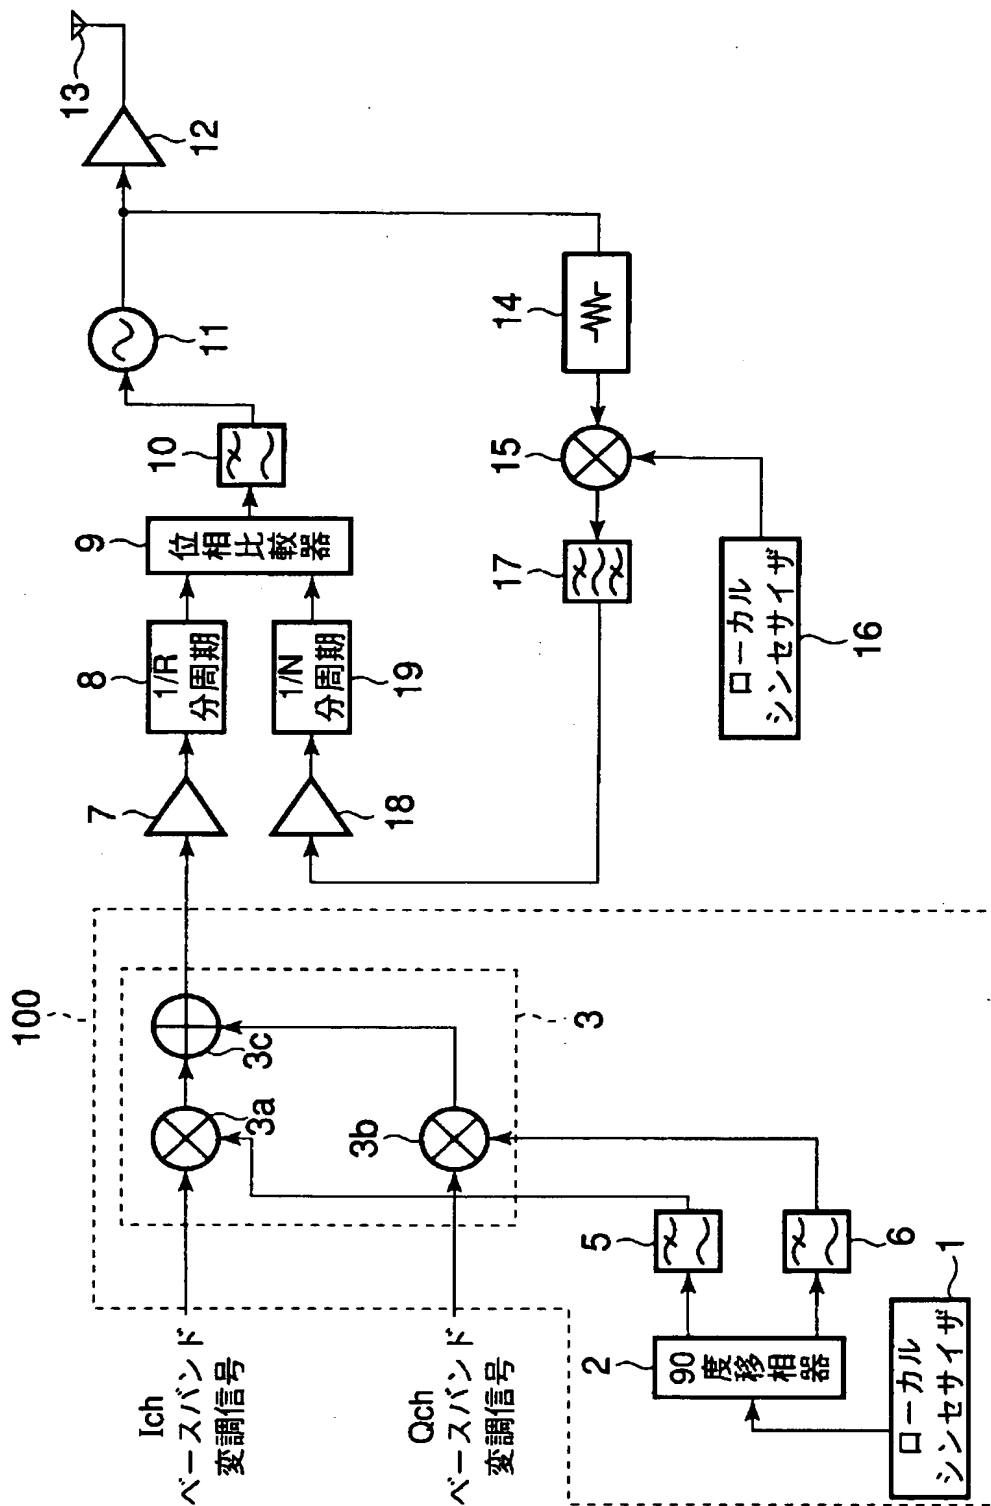 100
Ich
ベースバンド
変調信号
Qch
ベースバンド
変調信号
3a
3b
3c
3
5
6
2
90
度移相器
1
ローカル
シンセサイザ
7
18
8
1/R
分周期
1/N
分周期
19
9
位相比較器
10
11
12
13
14
15
17
ローカル
シンセサイザ
16